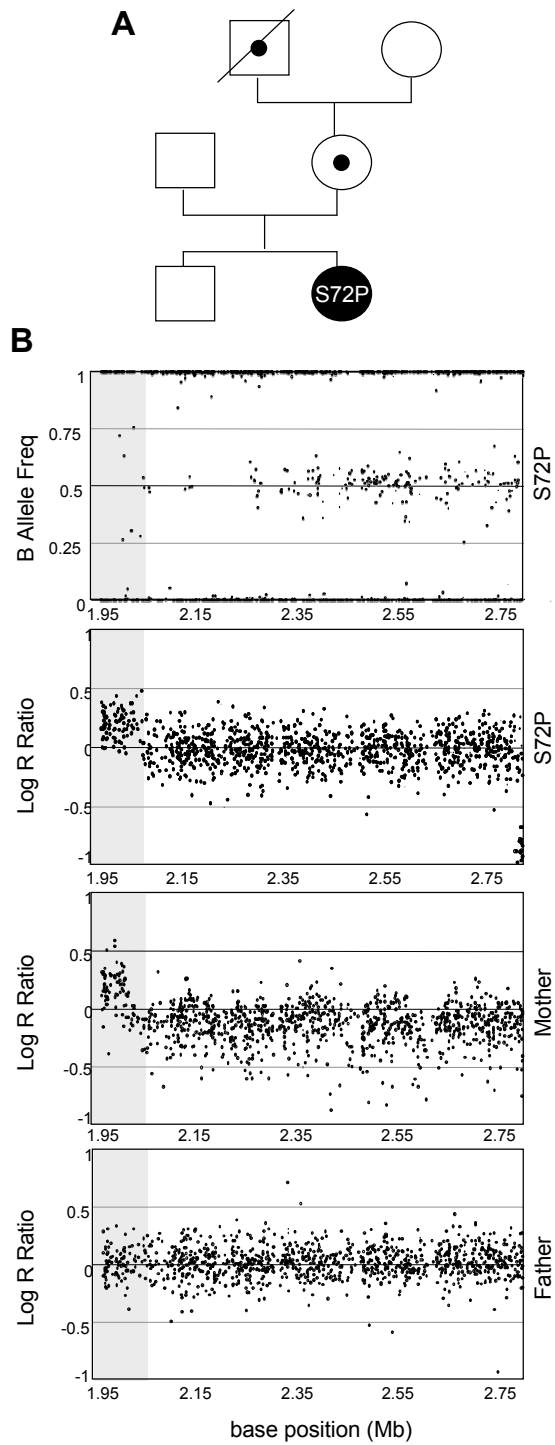 A
S72P
B
1
0.75
0.5
0.25
0
B Allele Freq
S72P
1.95 2.15 2.35 2.55 2.75
1
0.5
0
-0.5
-1
Log R Ratio
S72P
1.95 2.15 2.35 2.55 2.75
1
0.5
0
-0.5
-1
Log R Ratio
Mother
1.95 2.15 2.35 2.55 2.75
1
0.5
0
-0.5
-1
Log R Ratio
Father
1.95 2.15 2.35 2.55 2.75
base position (Mb)